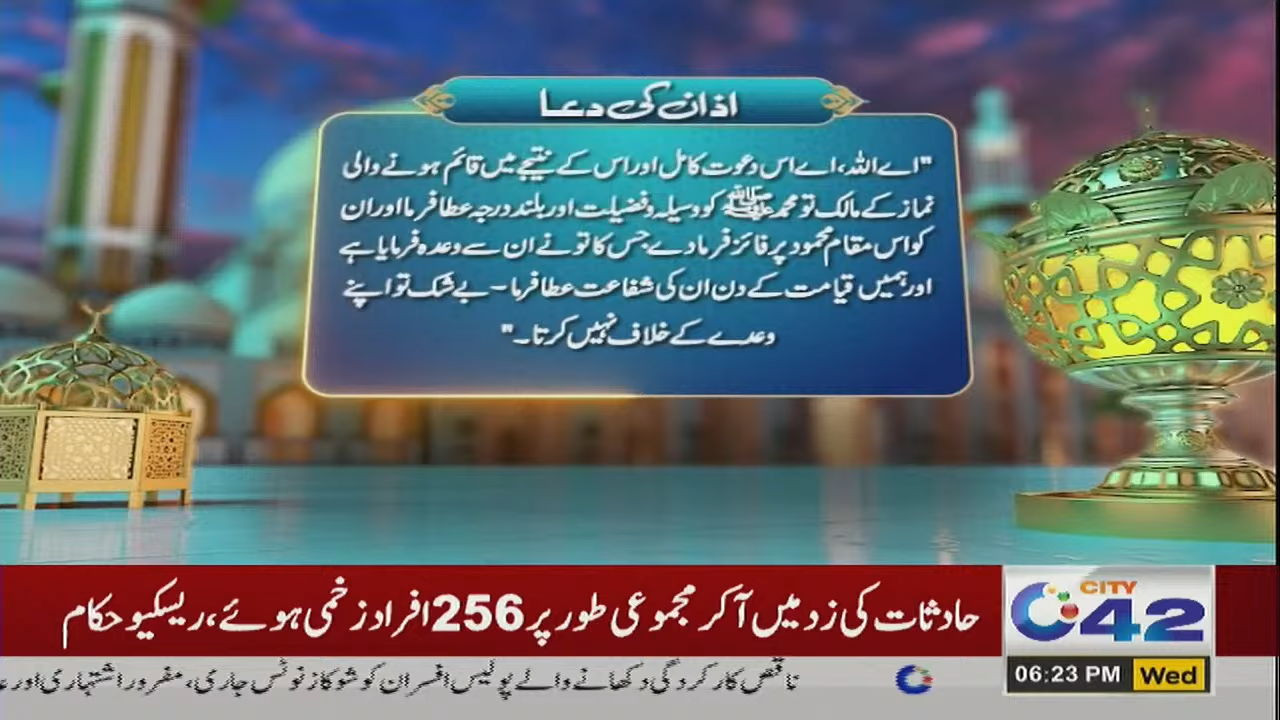 اذان کی دعا
"اے اللہ، اے اس دعوت کامل اور اس کے نتیجے میں قائم ہونے والی
نماز کے مالک تو محمد ﷺ کو وسیلہ و فضیلت اور بلند درجہ عطا فرما اور ان
کو اس مقام محمود پر فائز فرما دے جس کا تو نے ان سے وعدہ فرمایا ہے
اور ہمیں قیامت کے دن ان کی شفاعت عطا فرما - بے شک تو اپنے
وعدے کے خلاف نہیں کرتا۔"
حادثات کی زد میں آ کر مجموعی طور پر 256 افراد زخمی ہوئے، ریسکیو حکام
CITY
42
ناقص کارکردگی دکھانے والے پولیس افسران کو شوکاز نوٹس جاری، مفرور اشتہاری اور
06:23 PM Wed